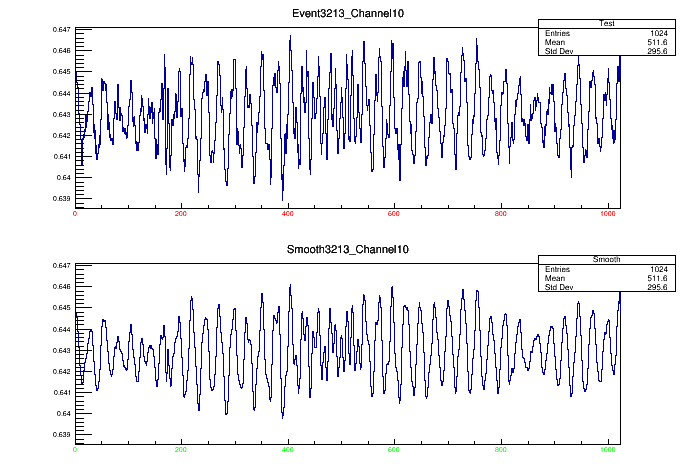 Event3213_Channel10
Test
Entries 1024
Mean 511.6
Std Dev 295.6
0.647
0.646
0.645
0.644
0.643
0.642
0.641
0.64
0.639
0 200 400 600 800 1000
Smooth3213_Channel10
Smooth
Entries 1024
Mean 511.6
Std Dev 295.6
0.647
0.646
0.645
0.644
0.643
0.642
0.641
0.64
0.639
0 200 400 600 800 1000